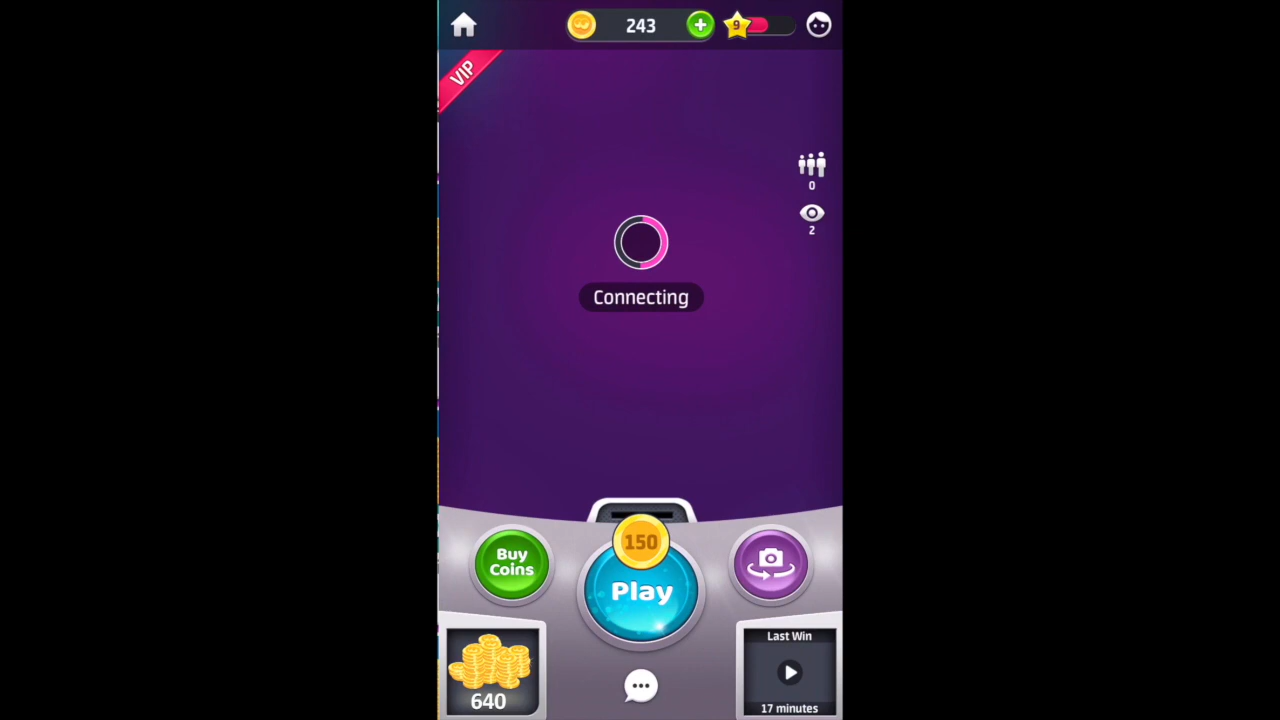 243
9
VIP
0
2
Connecting
150
Play
Buy
Coins
640
Last Win
17 minutes